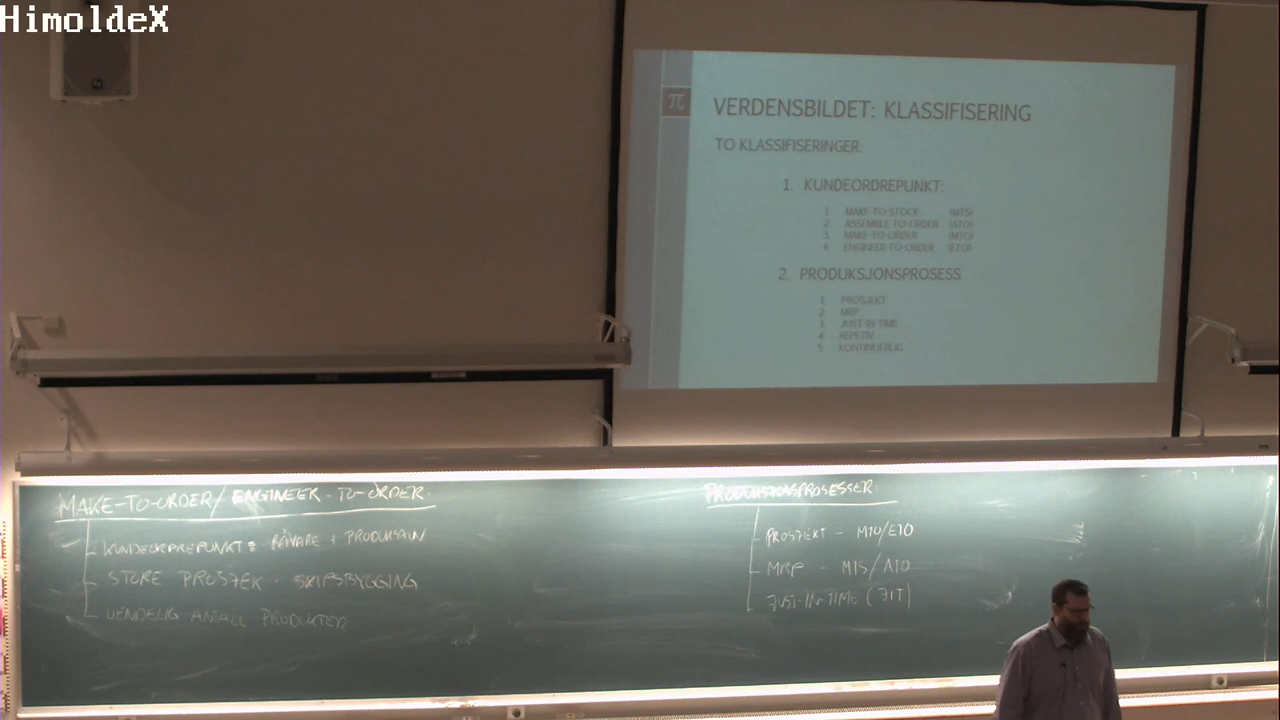 HimoldeX
π
VERDENSBILDET: KLASSIFISERING
TO KLASSIFISERINGER:
1. KUNDEORDREPUNKT:
1. MAKE-TO-STOCK (MTS)
2. ASSEMBLE-TO-ORDER (ATO)
3. MAKE-TO-ORDER (MTO)
4. ENGINEER-TO-ORDER (ETO)
2. PRODUKSJONSPROSESS
1. PROSJEKT
2. MRP
3. JUST-IN-TIME
4. REPETIV
5. KONTINUERLIG
MAKE-TO-ORDER/ENGINEER-TO-ORDER:
KUNDEORDREPUNKT: RÅVARE + PRODUKSJON
STORE PROSJEK. SKIPSBYGGING
UENDELIG ANTALL PRODUKTER
PRODUKSJONSPROSESSER:
PROSJEKT - MTO/ETO
MRP - MTS/ATO
JUST-IN-TIME (JIT)